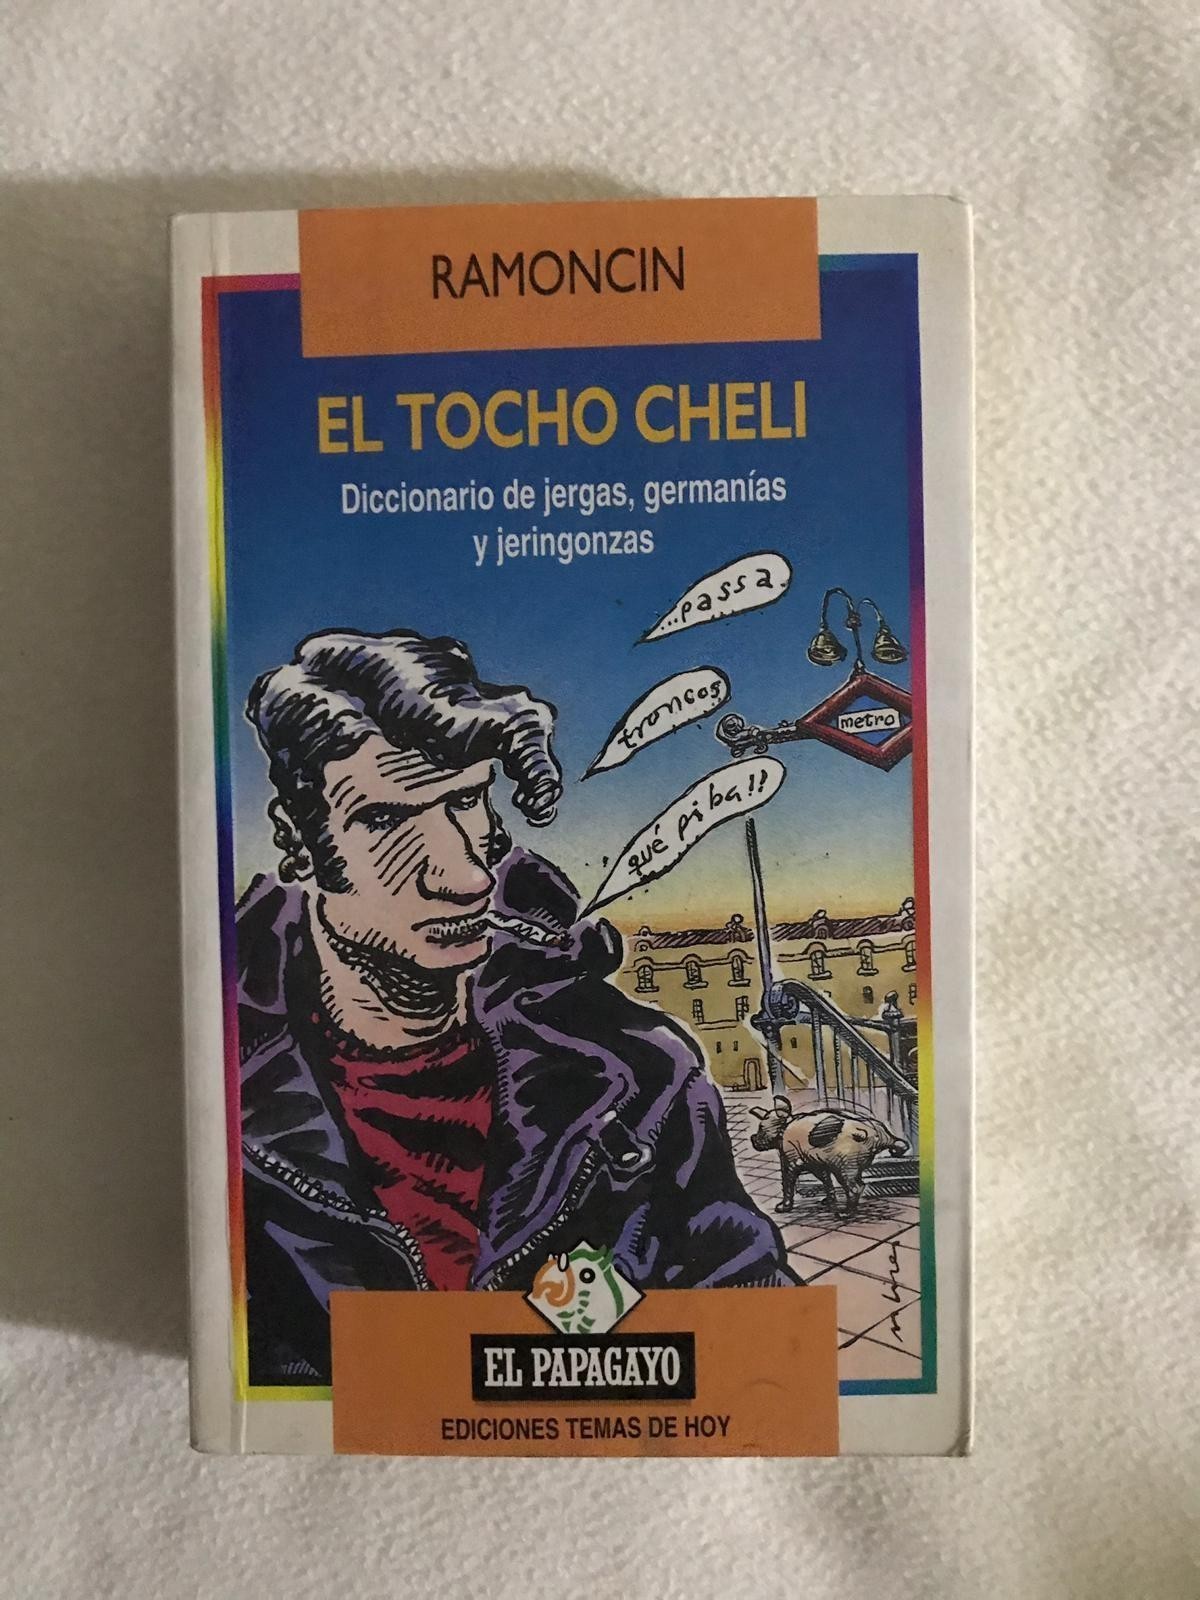 RAMONCIN
EL TOCHO CHELI
Diccionario de jergas, germanías
y jeringonzas
...passa
troncos
metro
qué piba!!
EL PAPAGAYO
EDICIONES TEMAS DE HOY